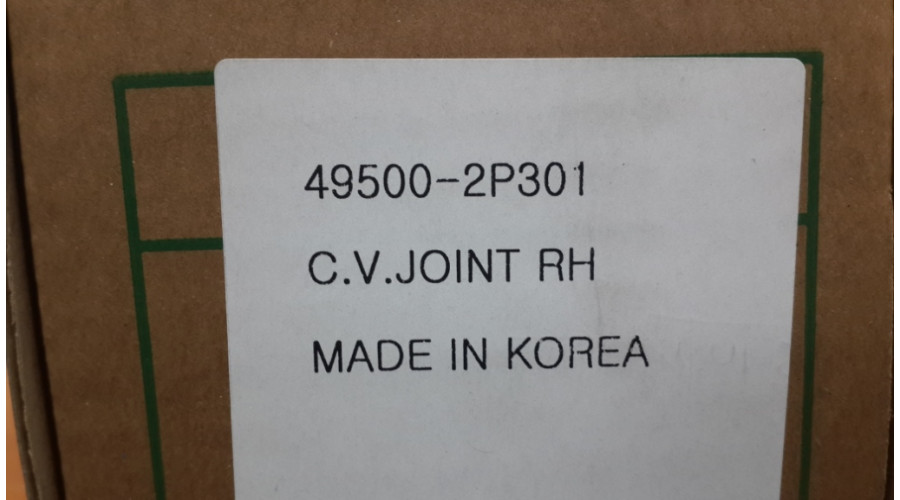 49500-2P301
C.V.JOINT RH
MADE IN KOREA